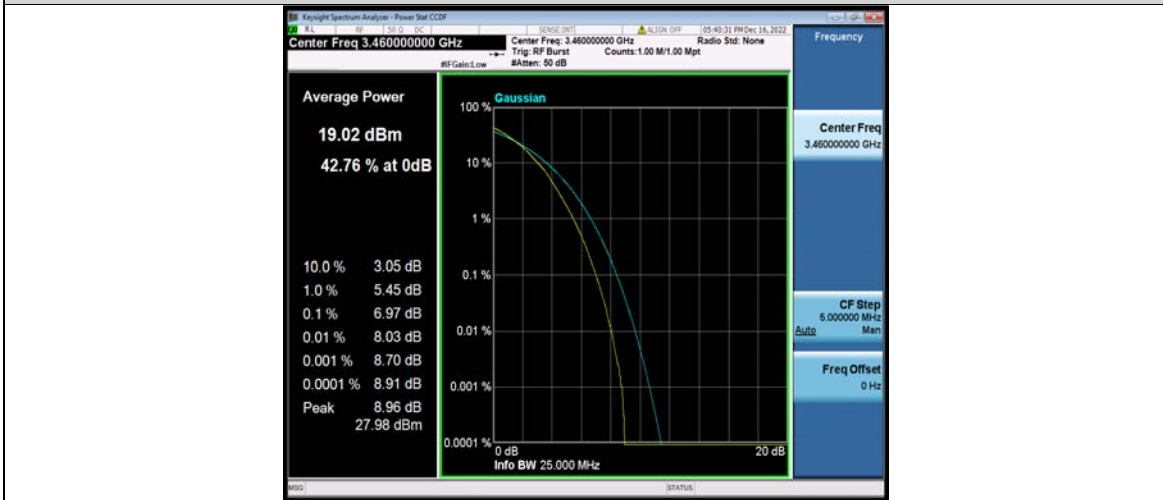 Keysight Spectrum Analyzer - Power Stat CCDF
RL RF 50 Ω DC SENSE:INT ALIGN OFF 05:40:31 PM Dec 16, 2022
Center Freq 3.460000000 GHz
Center Freq: 3.460000000 GHz Radio Std: None
Trig: RF Burst Counts:1.00 M/1.00 Mpt
#IFGain:Low #Atten: 50 dB
Frequency
Average Power
19.02 dBm
42.76 % at 0dB
10.0 % 3.05 dB
1.0 % 5.45 dB
0.1 % 6.97 dB
0.01 % 8.03 dB
0.001 % 8.70 dB
0.0001 % 8.91 dB
Peak 8.96 dB
27.98 dBm
Gaussian
100 %
10 %
1 %
0.1 %
0.01 %
0.001 %
0.0001 %
0 dB 20 dB
Info BW 25.000 MHz
Center Freq
3.460000000 GHz
CF Step
5.000000 MHz
Auto Man
Freq Offset
0 Hz
MSG STATUS